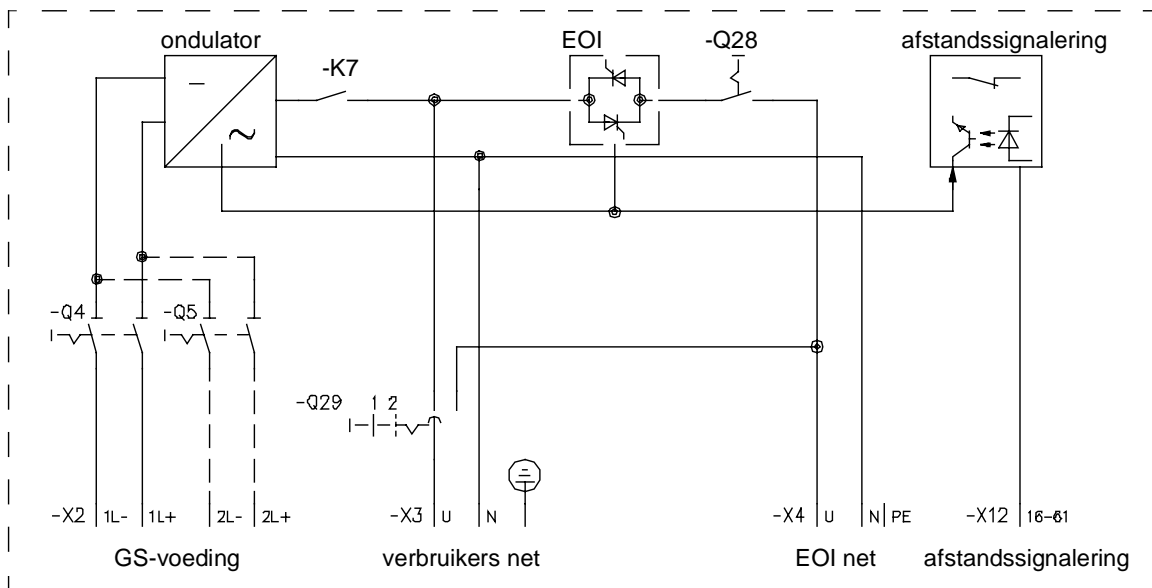 ondulator
EOI
-Q28
afstandssignalering
-K7
-Q4
-Q5
-Q29
1 2
-X2 1L- 1L+ 2L- 2L+
-X3 U N
-X4 U N PE
-X12 16-61
GS-voeding
verbruikers net
EOI net
afstandssignalering